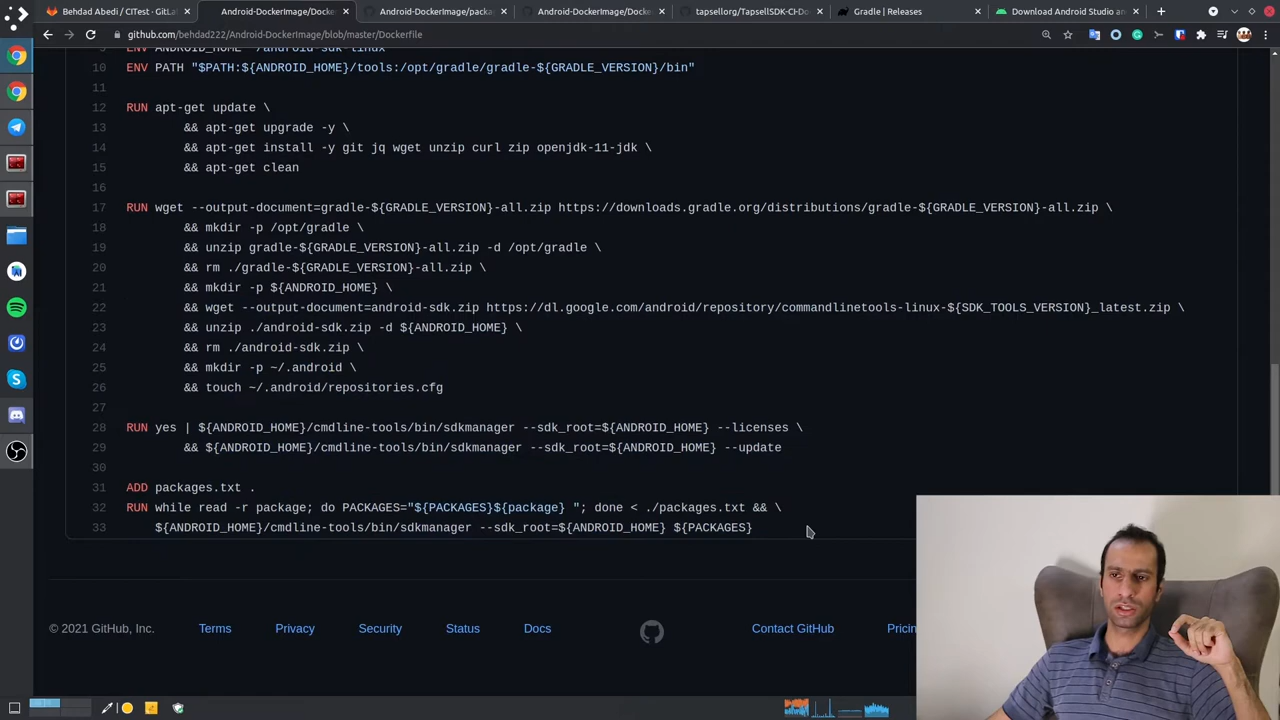 Behdad Abedi / CITest · GitLa
Android-DockerImage/Docke
Android-DockerImage/pack
Android-DockerImage/Docke
tapsellorg/TapsellSDK-CI-Do
Gradle | Releases
Download Android Studio an
github.com/behdad222/Android-DockerImage/blob/master/Dockerfile
9 ENV ANDROID_HOME "/android-sdk-linux"
10 ENV PATH "$PATH:${ANDROID_HOME}/tools:/opt/gradle/gradle-${GRADLE_VERSION}/bin"
11
12 RUN apt-get update \
13 && apt-get upgrade -y \
14 && apt-get install -y git jq wget unzip curl zip openjdk-11-jdk \
15 && apt-get clean
16
17 RUN wget --output-document=gradle-${GRADLE_VERSION}-all.zip https://downloads.gradle.org/distributions/gradle-${GRADLE_VERSION}-all.zip \
18 && mkdir -p /opt/gradle \
19 && unzip gradle-${GRADLE_VERSION}-all.zip -d /opt/gradle \
20 && rm ./gradle-${GRADLE_VERSION}-all.zip \
21 && mkdir -p ${ANDROID_HOME} \
22 && wget --output-document=android-sdk.zip https://dl.google.com/android/repository/commandlinetools-linux-${SDK_TOOLS_VERSION}_latest.zip \
23 && unzip ./android-sdk.zip -d ${ANDROID_HOME} \
24 && rm ./android-sdk.zip \
25 && mkdir -p ~/.android \
26 && touch ~/.android/repositories.cfg
27
28 RUN yes | ${ANDROID_HOME}/cmdline-tools/bin/sdkmanager --sdk_root=${ANDROID_HOME} --licenses \
29 && ${ANDROID_HOME}/cmdline-tools/bin/sdkmanager --sdk_root=${ANDROID_HOME} --update
30
31 ADD packages.txt .
32 RUN while read -r package; do PACKAGES="${PACKAGES}${package} "; done < ./packages.txt && \
33 ${ANDROID_HOME}/cmdline-tools/bin/sdkmanager --sdk_root=${ANDROID_HOME} ${PACKAGES}
© 2021 GitHub, Inc. Terms Privacy Security Status Docs Contact GitHub Pricin